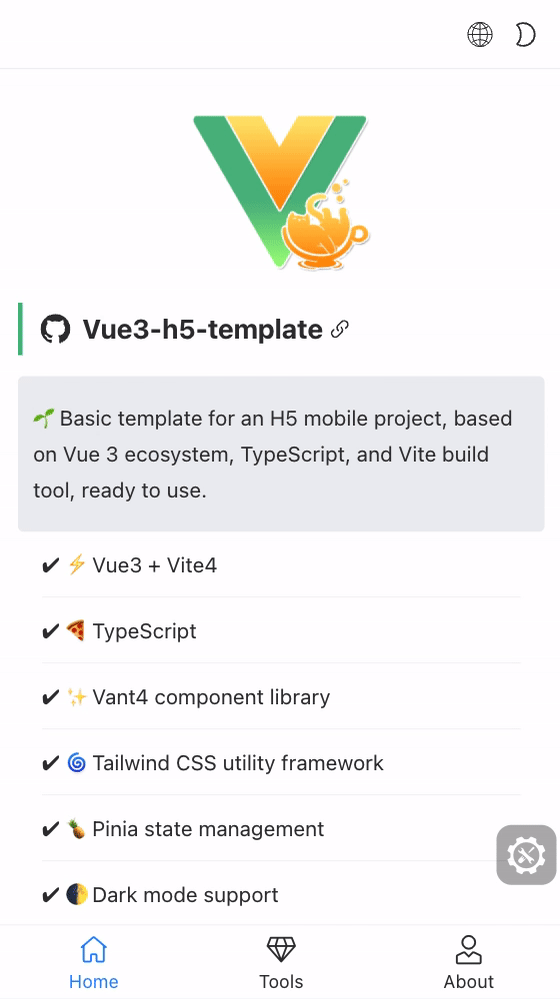 Vue3-h5-template
🌱 Basic template for an H5 mobile project, based
on Vue 3 ecosystem, TypeScript, and Vite build
tool, ready to use.
✔ ⚡ Vue3 + Vite4
✔ 🍕 TypeScript
✔ ✨ Vant4 component library
✔ 🌀 Tailwind CSS utility framework
✔ 🍍 Pinia state management
✔ 🌓 Dark mode support
Home
Tools
About